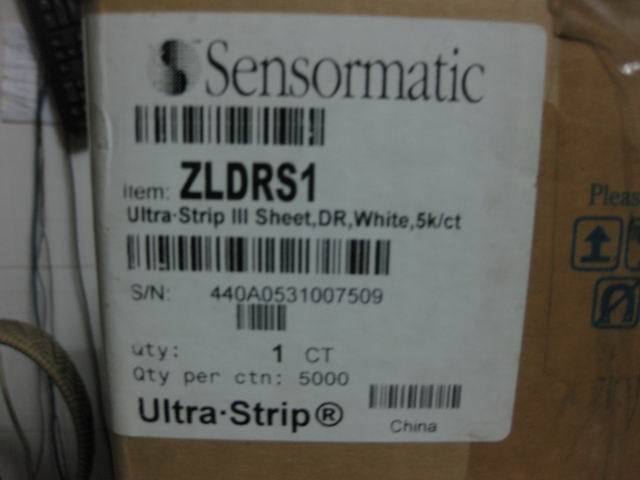 Sensormatic
Item: ZLDRS1
Ultra·Strip III Sheet,DR,White,5k/ct
S/N: 440A0531007509
Qty: 1 CT
Qty per ctn: 5000
Ultra·Strip®
China